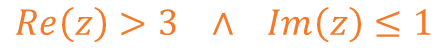 Re(z) > 3 ∧ Im(z) ≤ 1